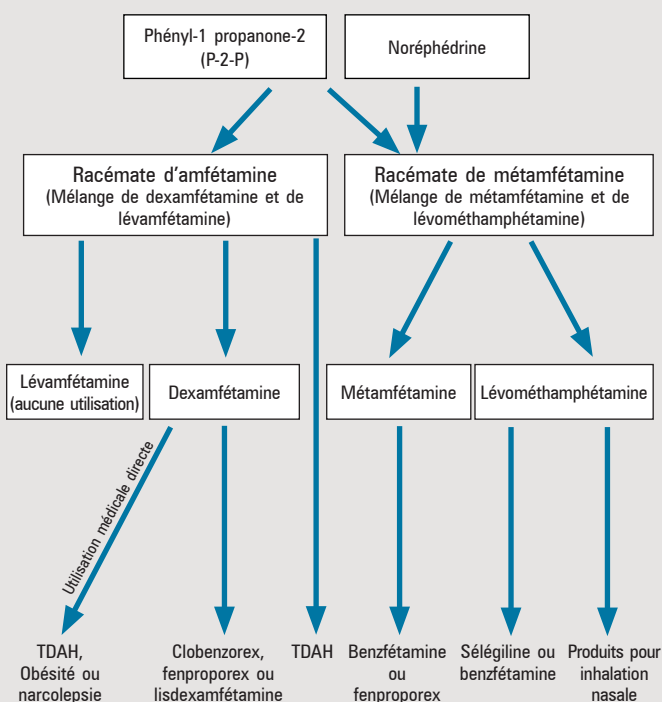 Phényl-1 propanone-2
(P-2-P)
Noréphédrine
Racémate d'amfétamine
(Mélange de dexamfétamine et de
lévamfétamine)
Racémate de métamfétamine
(Mélange de métamfétamine et de
lévométhamphétamine)
Lévamfétamine
(aucune utilisation)
Dexamfétamine
Métamfétamine
Lévométhamphétamine
Utilisation médicale directe
TDAH,
Obésité ou
narcolepsie
Clobenzorex,
fenproporex ou
lisdexamfétamine
TDAH
Benzfétamine
ou
fenproporex
Sélégiline ou
benzfétamine
Produits pour
inhalation
nasale